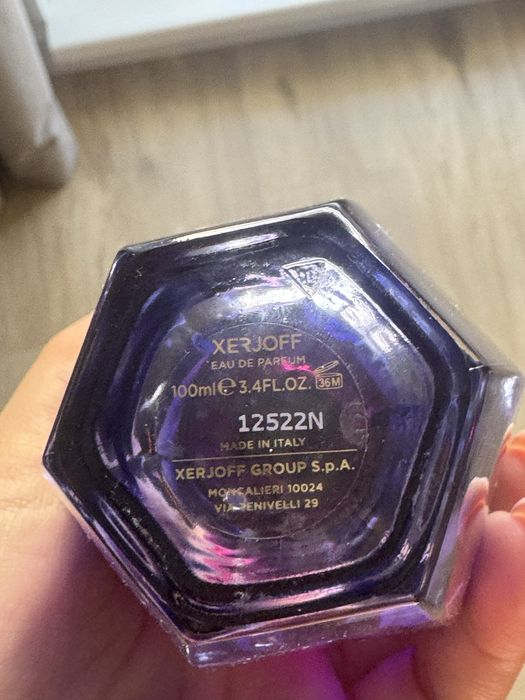 XERJOFF
EAU DE PARFUM
100ml℮ 3.4FL.OZ. 36M
12522N
MADE IN ITALY
XERJOFF GROUP S.p.A.
MONCALIERI 10024
VIA TENIVELLI 29